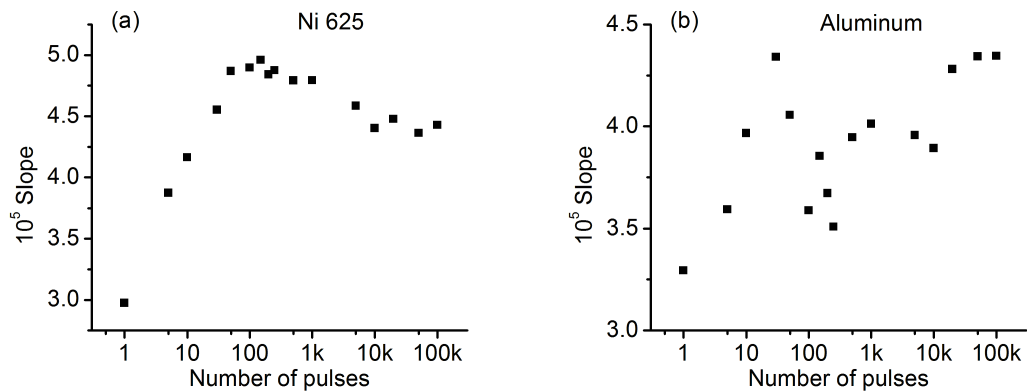 (a) Ni 625
10⁵ Slope
5.0
4.5
4.0
3.5
3.0
1 10 100 1k 10k 100k
Number of pulses
(b) Aluminum
10⁵ Slope
4.5
4.0
3.5
3.0
1 10 100 1k 10k 100k
Number of pulses